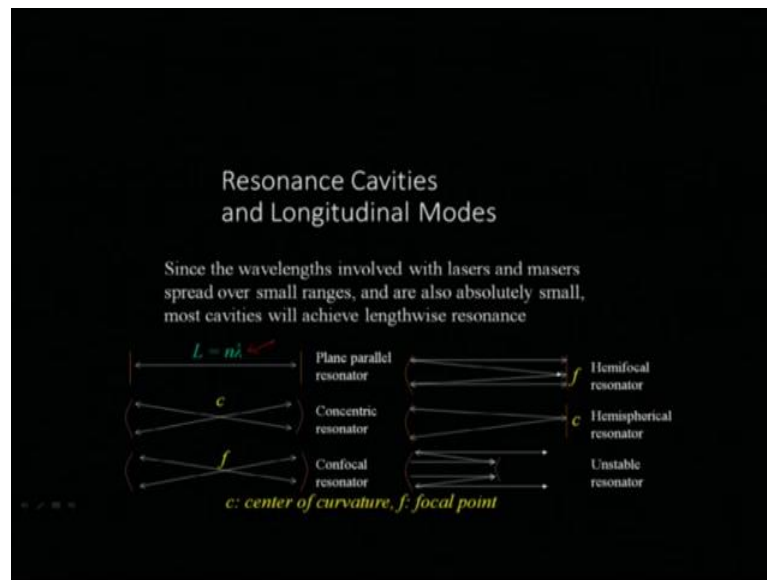 Resonance Cavities
and Longitudinal Modes
Since the wavelengths involved with lasers and masers
spread over small ranges, and are also absolutely small,
most cavities will achieve lengthwise resonance
L = nλ
Plane parallel
resonator
c
Concentric
resonator
f
Confocal
resonator
f
Hemifocal
resonator
c
Hemispherical
resonator
Unstable
resonator
c: center of curvature, f: focal point